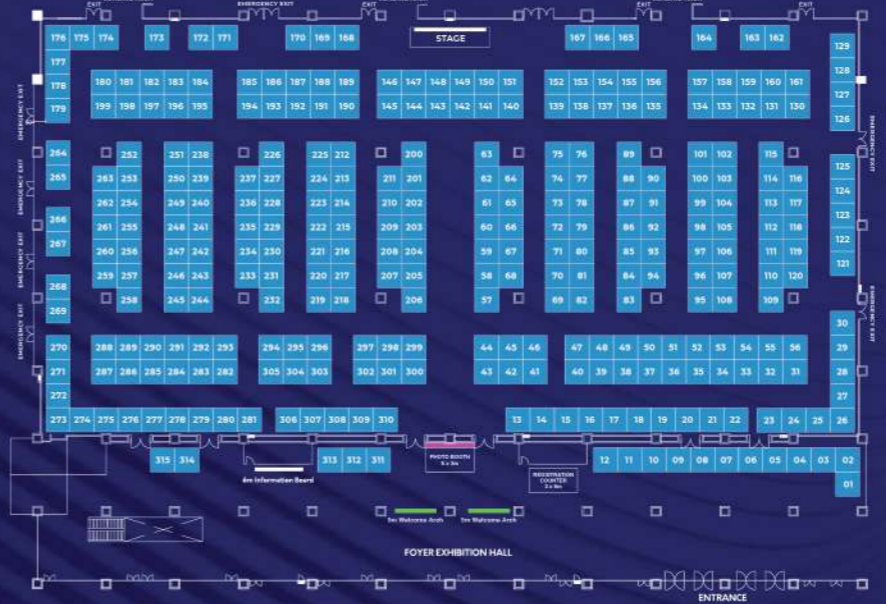 EXIT EMERGENCY EXIT EXIT EXIT
176 175 174 173 172 171 170 169 168 STAGE 167 166 165 164 163 162
129
177
128
178 180 181 182 183 184 185 186 187 188 189 146 147 148 149 150 151 152 153 154 155 156 157 158 159 160 161
127
179 199 198 197 196 195 194 193 192 191 190 145 144 143 142 141 140 139 138 137 136 135 134 133 132 131 130
126
EMERGENCY EXIT
EMERGENCY EXIT
264 252 251 238 226 225 212 200 63 75 76 89 101 102 115
125
265 263 253 250 239 237 227 224 213 211 201 62 64 74 77 88 90 100 103 114 116
124
262 254 249 240 236 228 223 214 210 202 61 65 73 78 87 91 99 104 113 117
EMERGENCY EXIT
266
123
261 255 248 241 235 229 222 215 209 203 60 66 72 79 86 92 98 105 112 118
122
267 260 256 247 242 234 230 221 216 208 204 59 67 71 80 85 93 97 106 111 119
121
EMERGENCY EXIT
259 257 246 243 233 231 220 217 207 205 58 68 70 81 84 94 96 107 110 120
268
258 245 244 232 219 218 206 57 69 82 83 95 108 109
269
EMERGENCY EXIT
EMERGENCY EXIT
30
270 288 289 290 291 292 293 294 295 296 297 298 299 44 45 46 47 48 49 50 51 52 53 54 55 56 29
271 287 286 285 284 283 282 305 304 303 302 301 300 43 42 41 40 39 38 37 36 35 34 33 32 31 28
272
27
273 274 275 276 277 278 279 280 281 306 307 308 309 310 13 14 15 16 17 18 19 20 21 22 23 24 25 26
315 314 313 312 311 12 11 10 09 08 07 06 05 04 03 02
PHOTO BOOTH
6m Information Board
REGISTRATION
COUNTER
01
5m Welcome Arch 5m Welcome Arch
FOYER EXHIBITION HALL
ENTRANCE